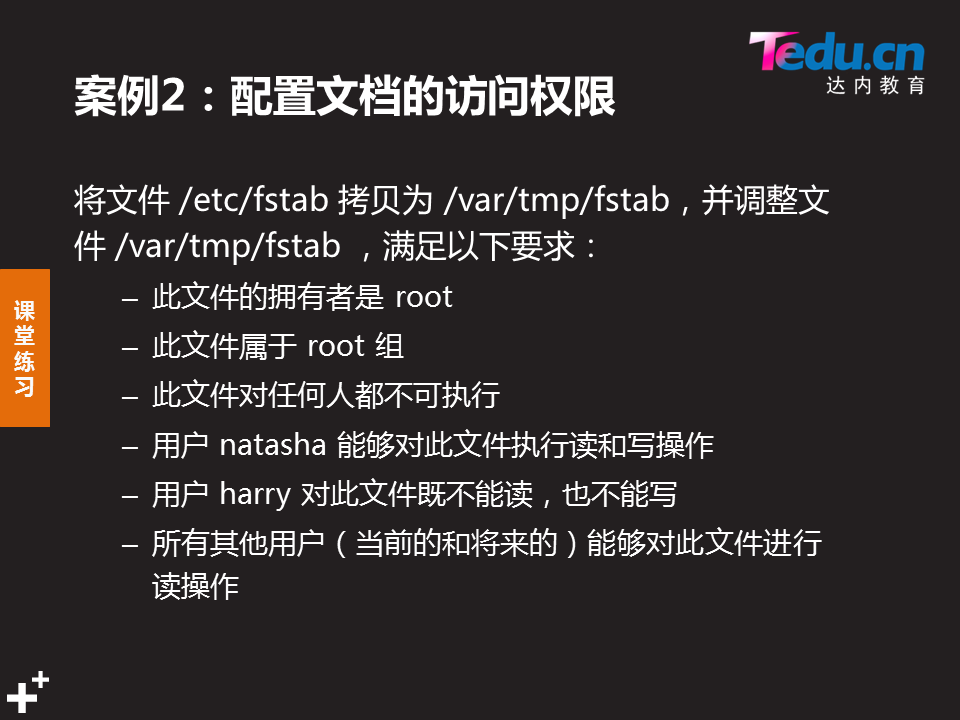 Tedu.cn
达内教育
案例2：配置文档的访问权限
将文件 /etc/fstab 拷贝为 /var/tmp/fstab，并调整文
件 /var/tmp/fstab ，满足以下要求：
– 此文件的拥有者是 root
– 此文件属于 root 组
– 此文件对任何人都不可执行
– 用户 natasha 能够对此文件执行读和写操作
– 用户 harry 对此文件既不能读，也不能写
– 所有其他用户（当前的和将来的）能够对此文件进行
读操作
课
堂
练
习